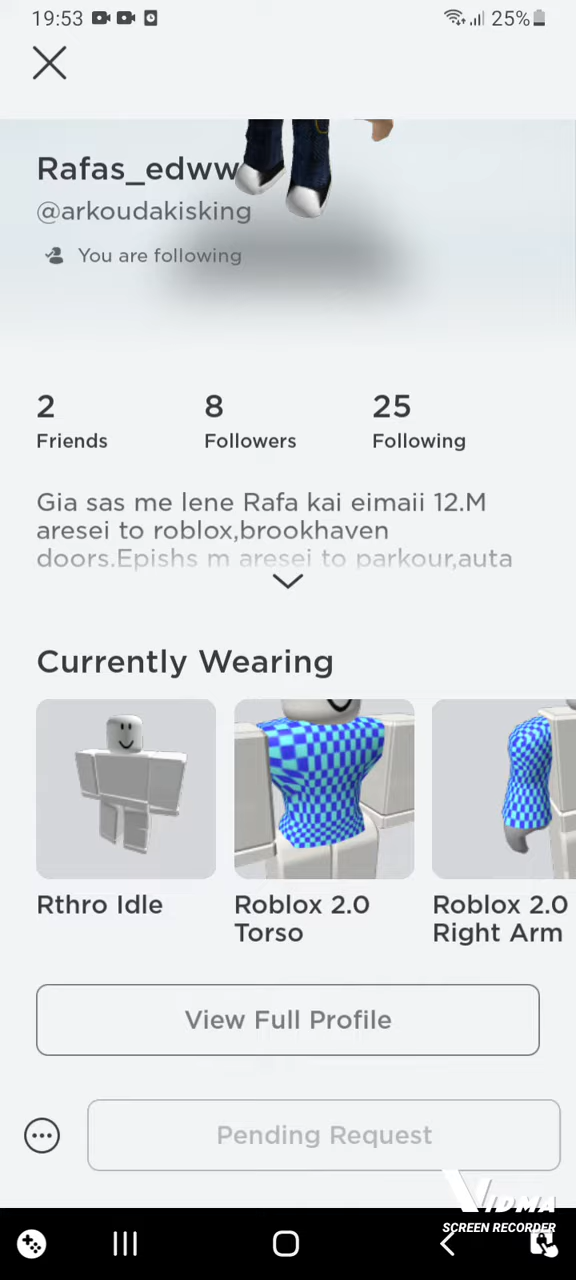 19:53
25%
Rafas_edww
@arkoudakisking
You are following
2
Friends
8
Followers
25
Following
Gia sas me lene Rafa kai eimaii 12.M
aresei to roblox,brookhaven
doors.Epishs m aresei to parkour,auta
Currently Wearing
Rthro Idle
Roblox 2.0
Torso
Roblox 2.0
Right Arm
View Full Profile
Pending Request
VIDMA
SCREEN RECORDER